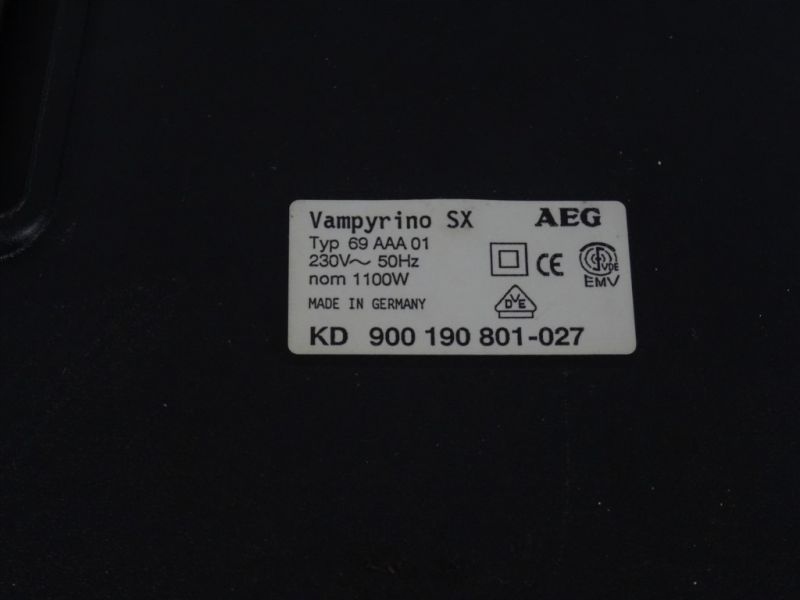 Vampyrino SX AEG
Typ 69 AAA 01
230V~ 50Hz
nom 1100W
CE
VDE
EMV
MADE IN GERMANY
DVE
KD 900 190 801-027